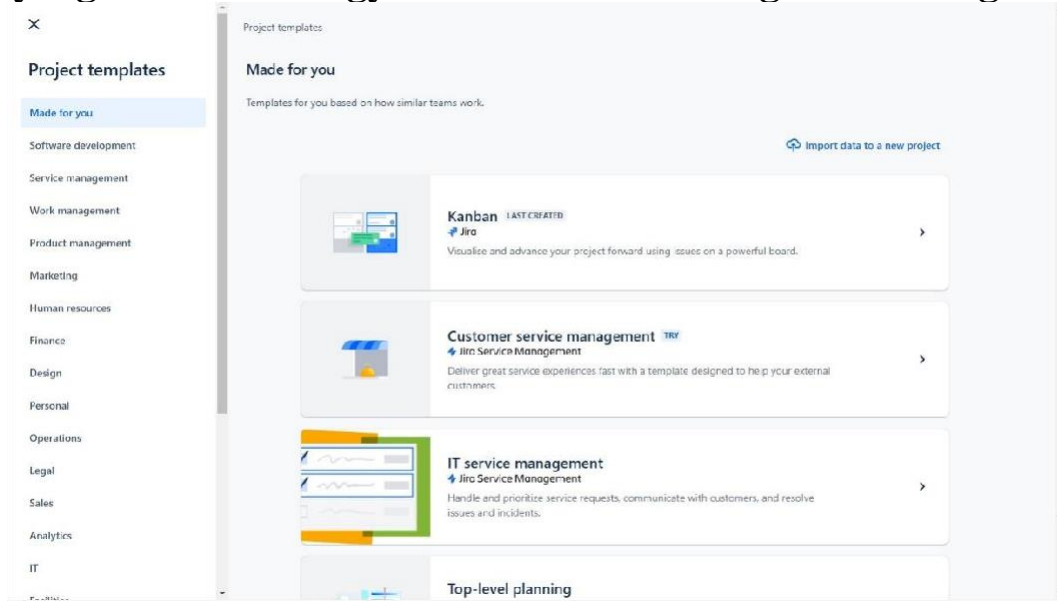 Project templates
Made for you
Software development
Service management
Work management
Product management
Marketing
Human resources
Finance
Design
Personal
Operations
Legal
Sales
Analytics
IT
Project templates
Made for you
Templates for you based on how similar teams work.
Import data to a new project
Kanban LAST CREATED
Jira
Visualise and advance your project forward using issues on a powerful board.
Customer service management TRY
Jira Service Management
Deliver great service experiences fast with a template designed to help your external
customers.
IT service management
Jira Service Management
Handle and prioritize service requests, communicate with customers, and resolve
issues and incidents.
Top-level planning